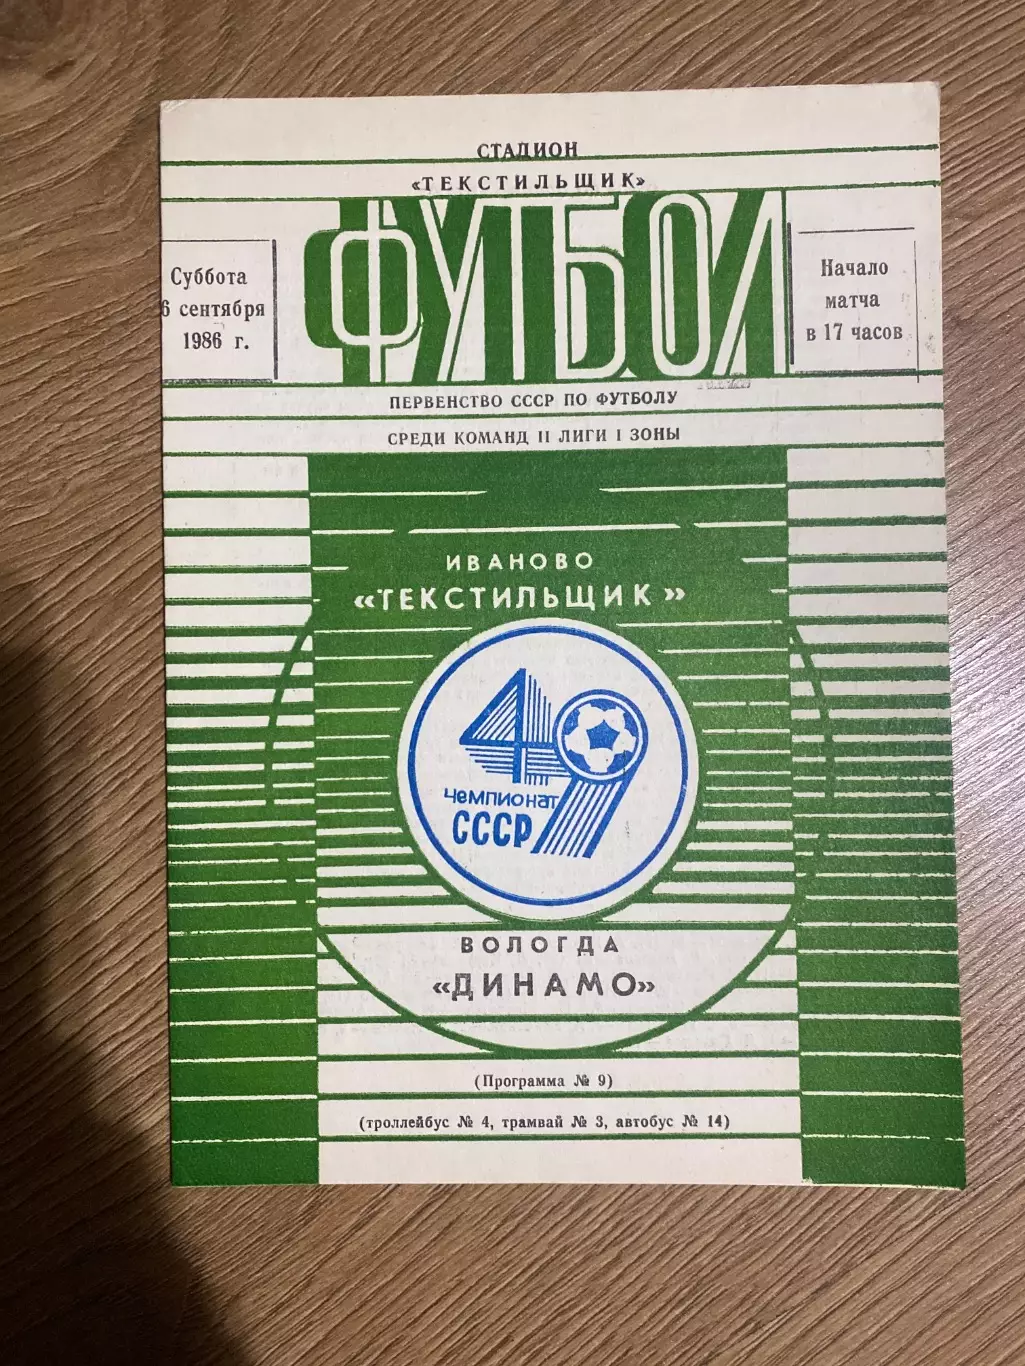 СТАДИОН
«ТЕКСТИЛЬЩИК»
ФУТБОЛ
Суббота
6 сентября
1986 г.
Начало
матча
в 17 часов
ПЕРВЕНСТВО СССР ПО ФУТБОЛУ
СРЕДИ КОМАНД II ЛИГИ I ЗОНЫ
ИВАНОВО
«ТЕКСТИЛЬЩИК»
49
чемпионат
СССР
ВОЛОГДА
«ДИНАМО»
(Программа № 9)
(троллейбус № 4, трамвай № 3, автобус № 14)